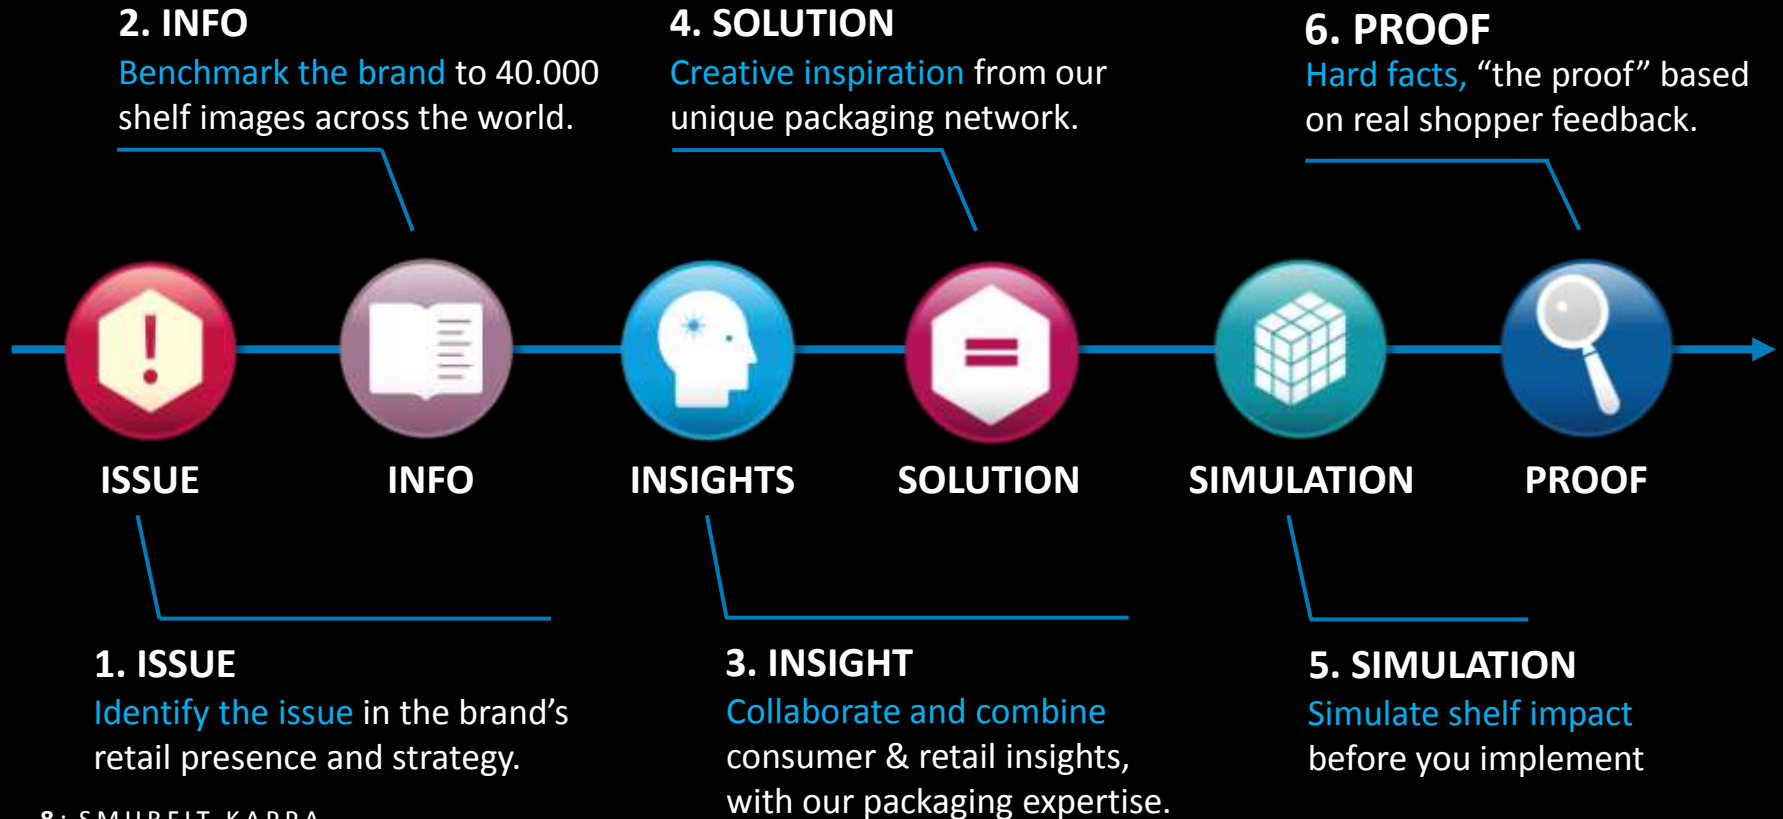 2. INFO
Benchmark the brand to 40.000
shelf images across the world.
4. SOLUTION
Creative inspiration from our
unique packaging network.
6. PROOF
Hard facts, “the proof” based
on real shopper feedback.
!
=
ISSUE
INFO
INSIGHTS
SOLUTION
SIMULATION
PROOF
1. ISSUE
Identify the issue in the brand’s
retail presence and strategy.
3. INSIGHT
Collaborate and combine
consumer & retail insights,
with our packaging expertise.
5. SIMULATION
Simulate shelf impact
before you implement
8: SMURFIT KAPPA